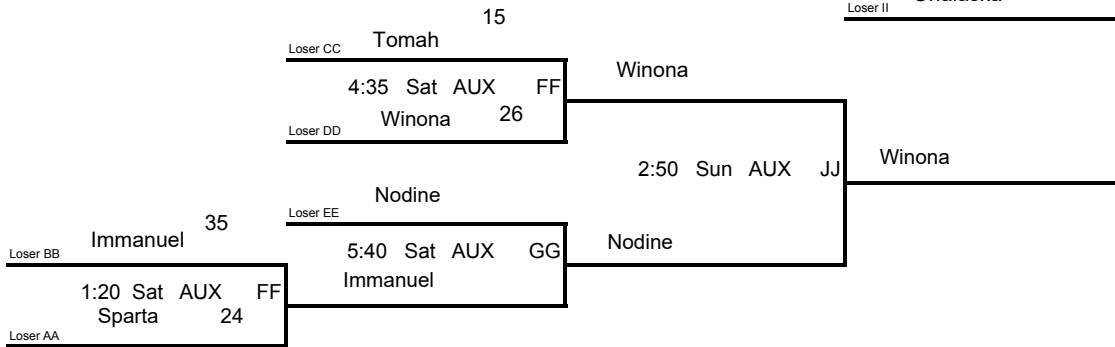 15
Loser II
Loser CC Tomah
4:35 Sat AUX FF
Winona
Loser DD Winona 26
2:50 Sun AUX JJ
Winona
Nodine
Loser EE
35
Immanuel
Loser BB
5:40 Sat AUX GG
Nodine
Immanuel
1:20 Sat AUX FF
Sparta 24
Loser AA